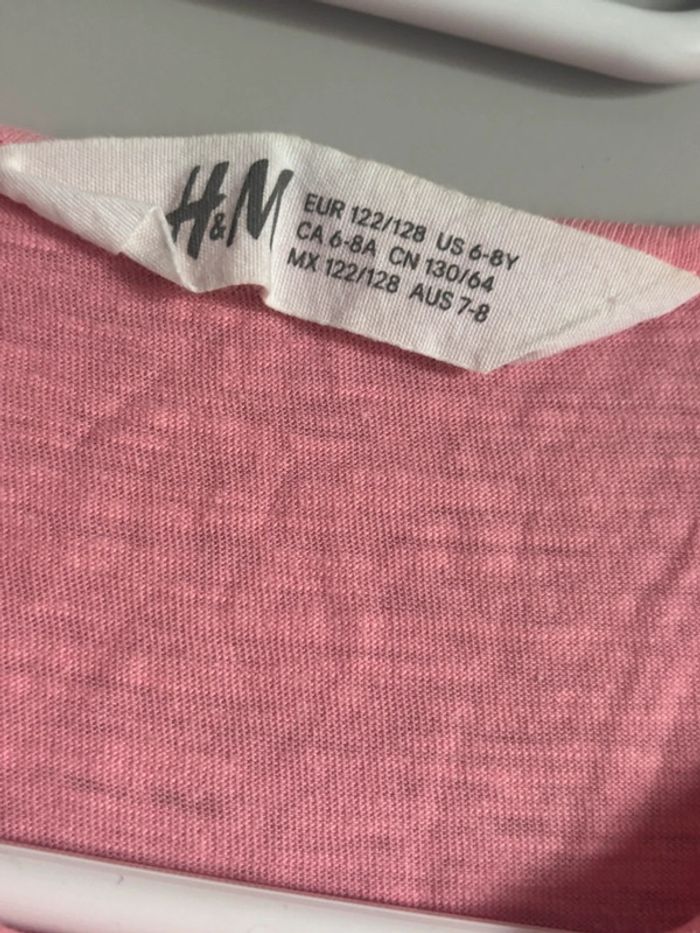 H&M
EUR 122/128 US 6-8Y
CA 6-8A CN 130/64
MX 122/128 AUS 7-8